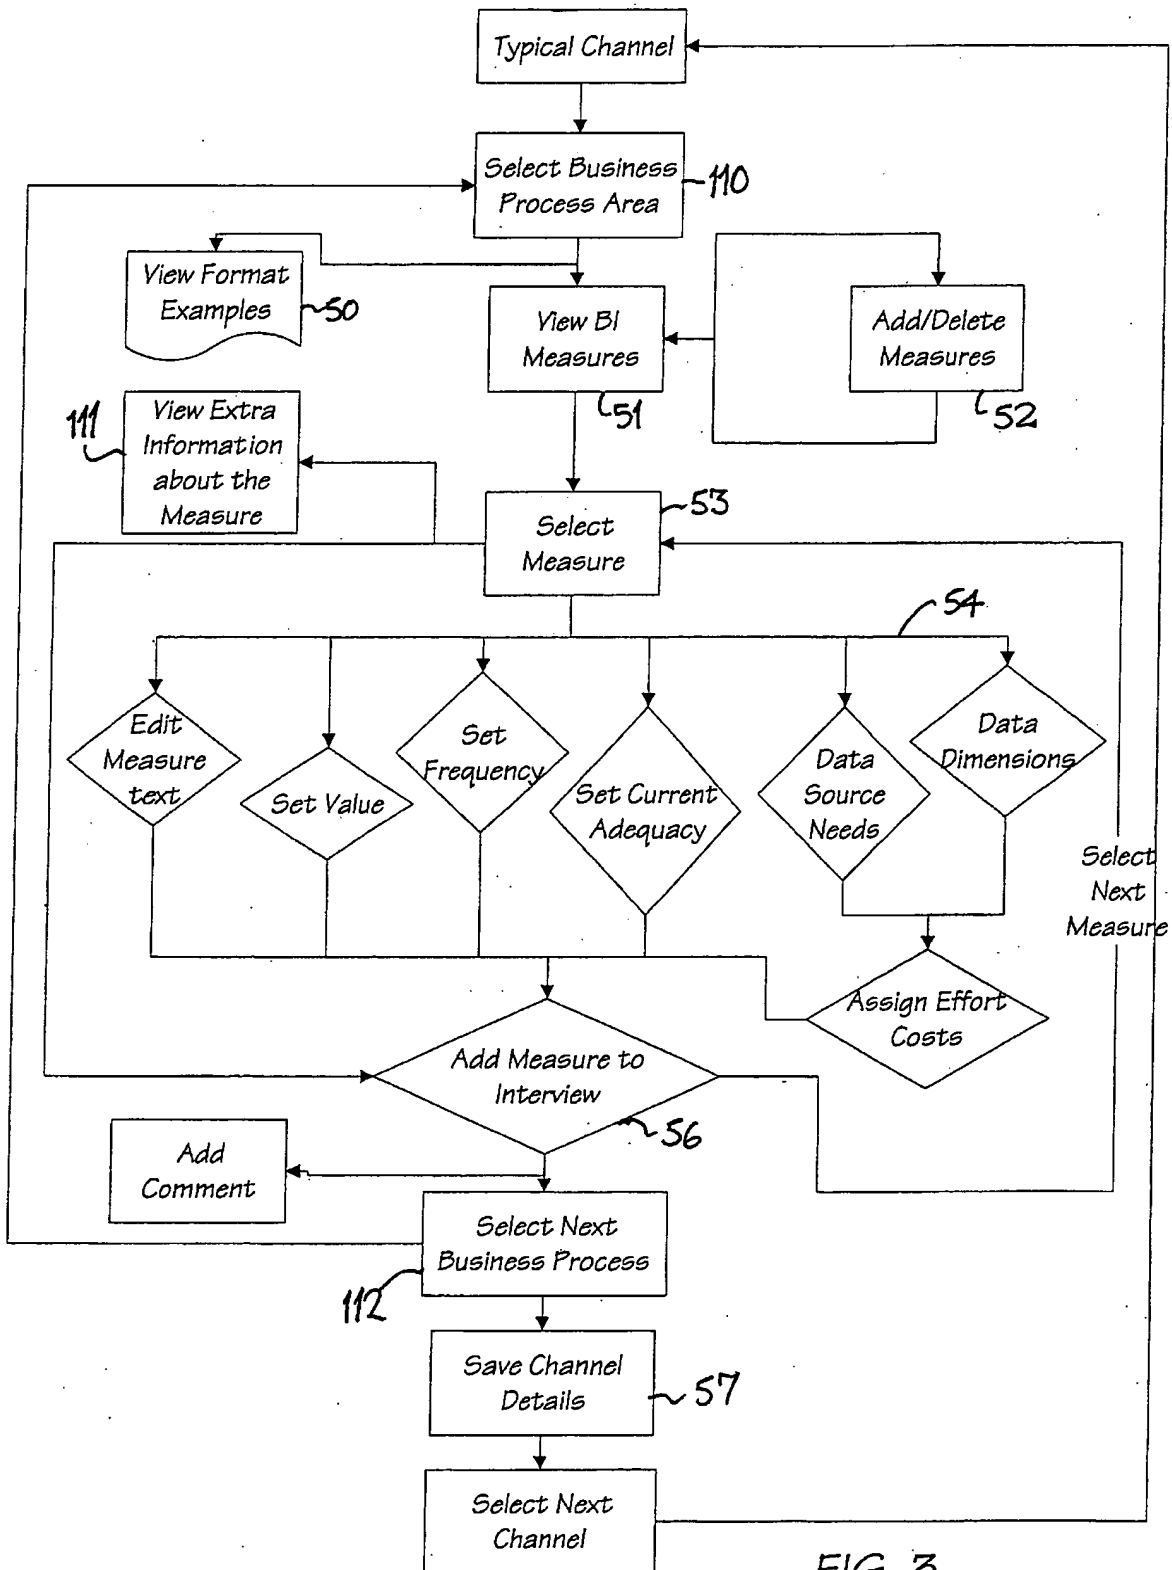 Typical Channel
Select Business
Process Area
110
View Format
Examples
50
View BI
Measures
51
Add/Delete
Measures
52
111
View Extra
Information
about the
Measure
53
Select
Measure
54
Edit
Measure
text
Set Value
Set
Frequency
Set Current
Adequacy
Data
Source
Needs
Data
Dimensions
Select
Next
Measure
Assign Effort
Costs
Add Measure to
Interview
56
Add
Comment
Select Next
Business Process
112
Save Channel
Details
57
Select Next
Channel
FIG. 3